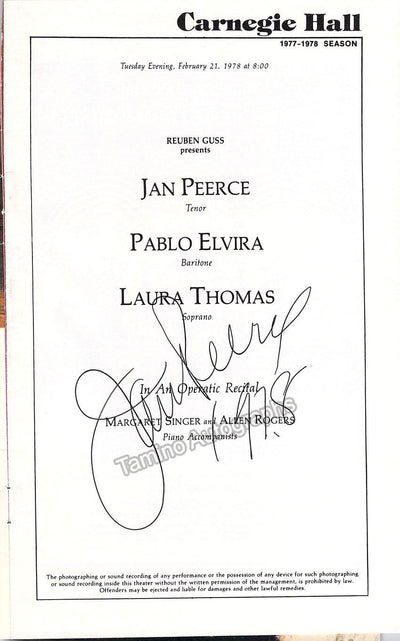 Carnegie Hall
1977-1978 SEASON
Tuesday Evening, February 21, 1978 at 8:00
REUBEN GUSS
presents
JAN PEERCE
Tenor
PABLO ELVIRA
Baritone
LAURA THOMAS
Soprano
Jan Peerce
In An Operatic Recital
1978
MARGARET SINGER and ALLEN ROGERS
Piano Accompanists
Tamino Autographs
The photographing or sound recording of any performance or the possession of any device for such photographing
or sound recording inside this theater without the written permission of the management, is prohibited by law.
Offenders may be ejected and liable for damages and other lawful remedies.